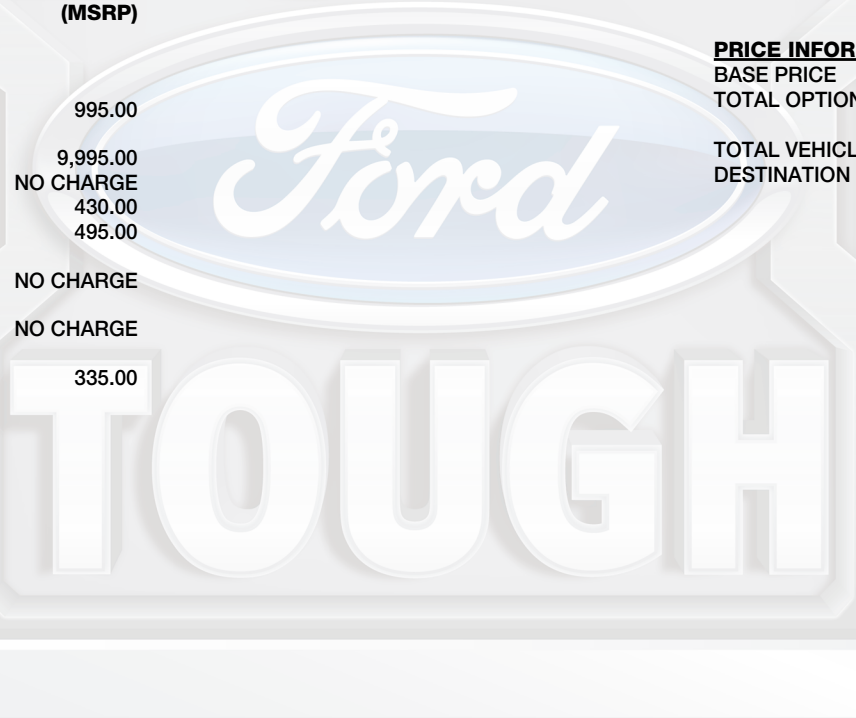 (MSRP)
995.00
9,995.00
NO CHARGE
430.00
495.00
NO CHARGE
NO CHARGE
335.00
PRICE INFOR
BASE PRICE
TOTAL OPTION
TOTAL VEHICL
DESTINATION
Ford
TOUGH